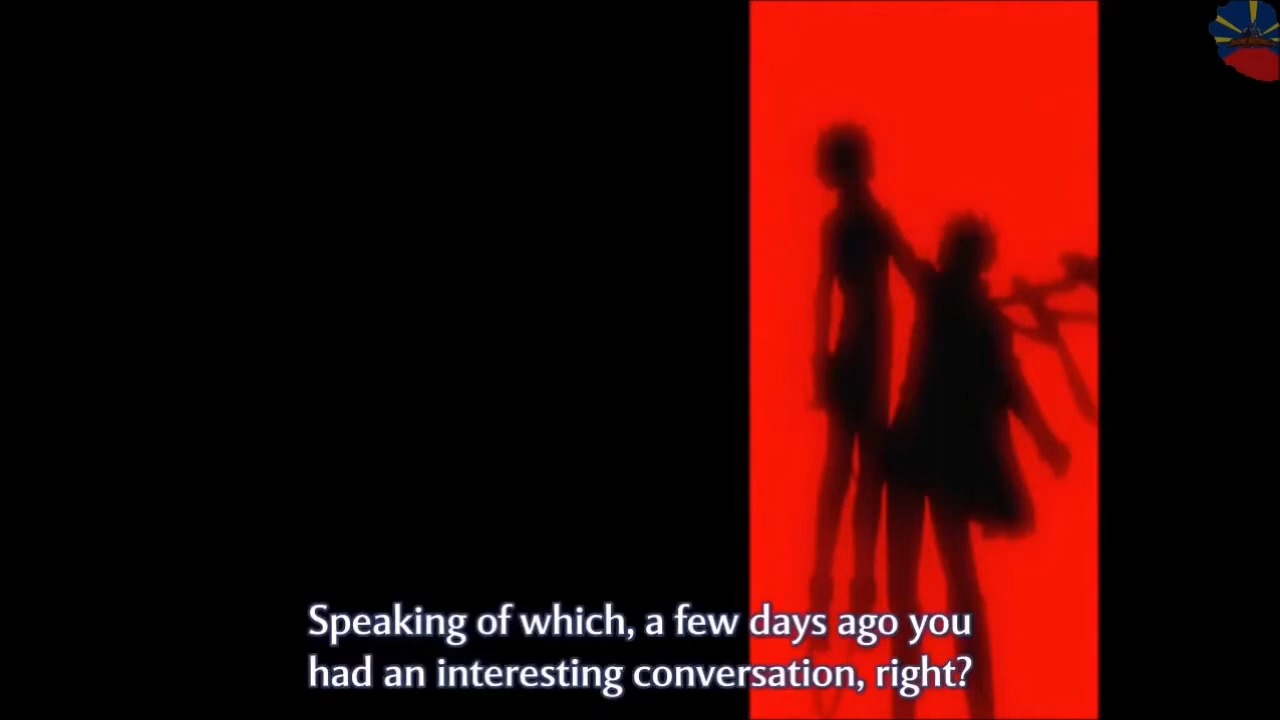 Speaking of which, a few days ago you
had an interesting conversation, right?